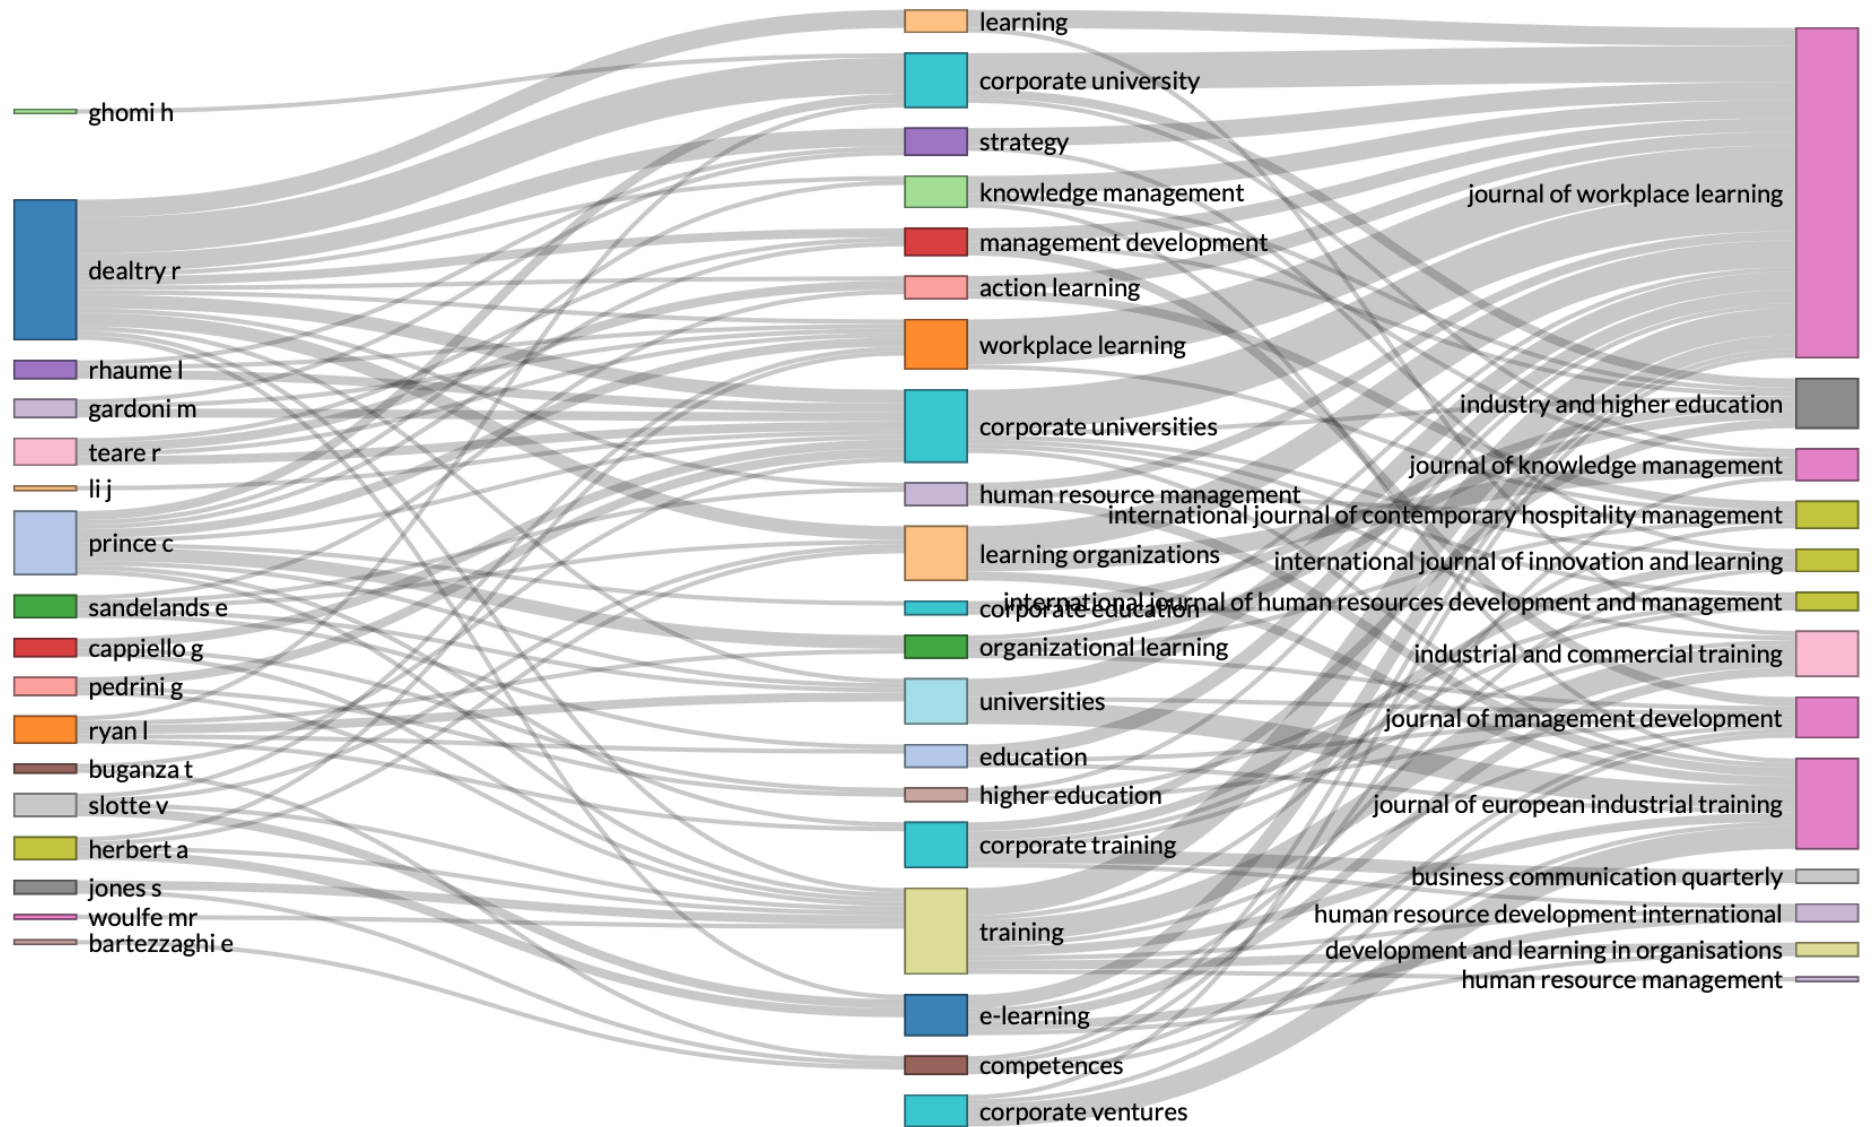 ghomi h
dealtry r
rhaume l
gardoni m
teare r
li j
prince c
sandelands e
cappiello g
pedrini g
ryan l
buganza t
slotte v
herbert a
jones s
woulfe mr
bartezzaghi e
learning
corporate university
strategy
knowledge management
management development
action learning
workplace learning
corporate universities
human resource management
learning organizations
corporate education
organizational learning
universities
education
higher education
corporate training
training
e-learning
competences
corporate ventures
journal of workplace learning
industry and higher education
journal of knowledge management
international journal of contemporary hospitality management
international journal of innovation and learning
international journal of human resources development and management
industrial and commercial training
journal of management development
journal of european industrial training
business communication quarterly
human resource development international
development and learning in organisations
human resource management